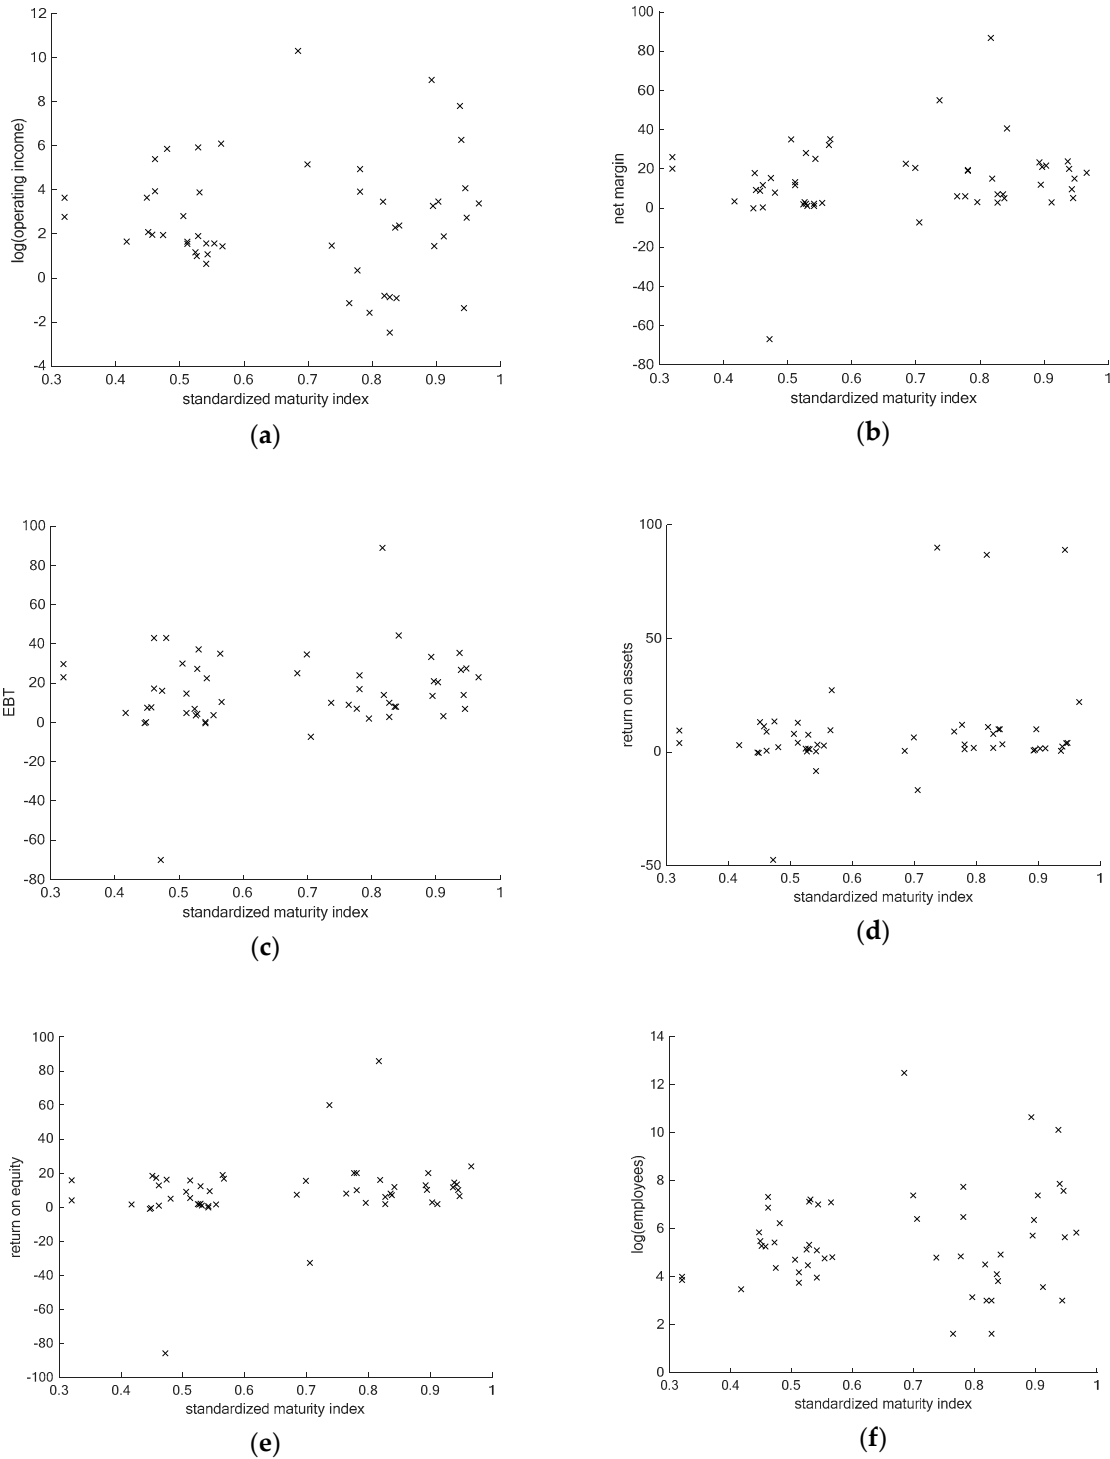 12
10
8
6
4
2
0
-2
-4
log(operating income)
0.3 0.4 0.5 0.6 0.7 0.8 0.9 1
standardized maturity index
(a)
100
80
60
40
20
0
-20
-40
-60
-80
net margin
0.3 0.4 0.5 0.6 0.7 0.8 0.9 1
standardized maturity index
(b)
100
80
60
40
20
0
-20
-40
-60
-80
EBT
0.3 0.4 0.5 0.6 0.7 0.8 0.9 1
standardized maturity index
(c)
100
50
0
-50
return on assets
0.3 0.4 0.5 0.6 0.7 0.8 0.9 1
standardized maturity index
(d)
100
80
60
40
20
0
-20
-40
-60
-80
-100
return on equity
0.3 0.4 0.5 0.6 0.7 0.8 0.9 1
standardized maturity index
(e)
14
12
10
8
6
4
2
0
log(employees)
0.3 0.4 0.5 0.6 0.7 0.8 0.9 1
standardized maturity index
(f)